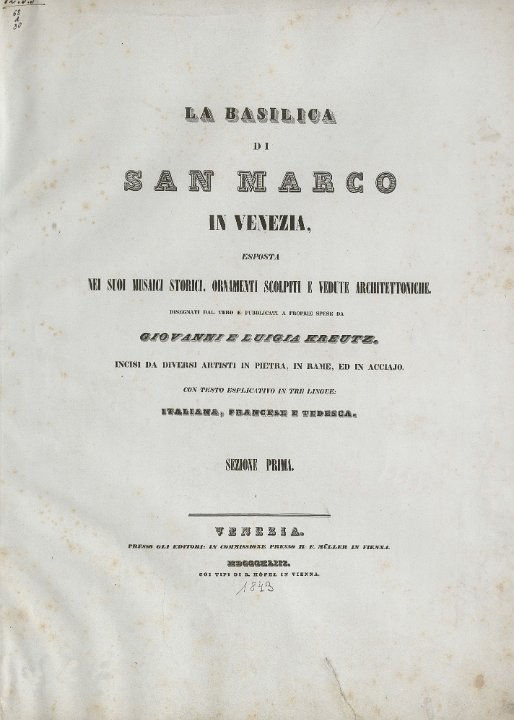 LA BASILICA
DI
SAN MARCO
IN VENEZIA,
ESPOSTA
NEI SUOI MUSAICI STORICI, ORNAMENTI SCOLPITI E VEDUTE ARCHITETTONICHE.
DISEGNATI DAL VERO E PUBBLICATI A PROPRIE SPESE DA
GIOVANNI E LUIGIA KREUTZ,
INCISI DA DIVERSI ARTISTI IN PIETRA, IN RAME, ED IN ACCIAJO.
CON TESTO ESPLICATIVO IN TRE LINGUE:
ITALIANA, FRANCESE E TEDESCA.
SEZIONE PRIMA.
VENEZIA.
PRESSO GLI EDITORI: IN COMMISSIONE PRESSO H. F. MÜLLER IN VIENNA.
MDCCCXLIII.
COI TIPI DI B. HÖFEL IN VIENNA.
1843